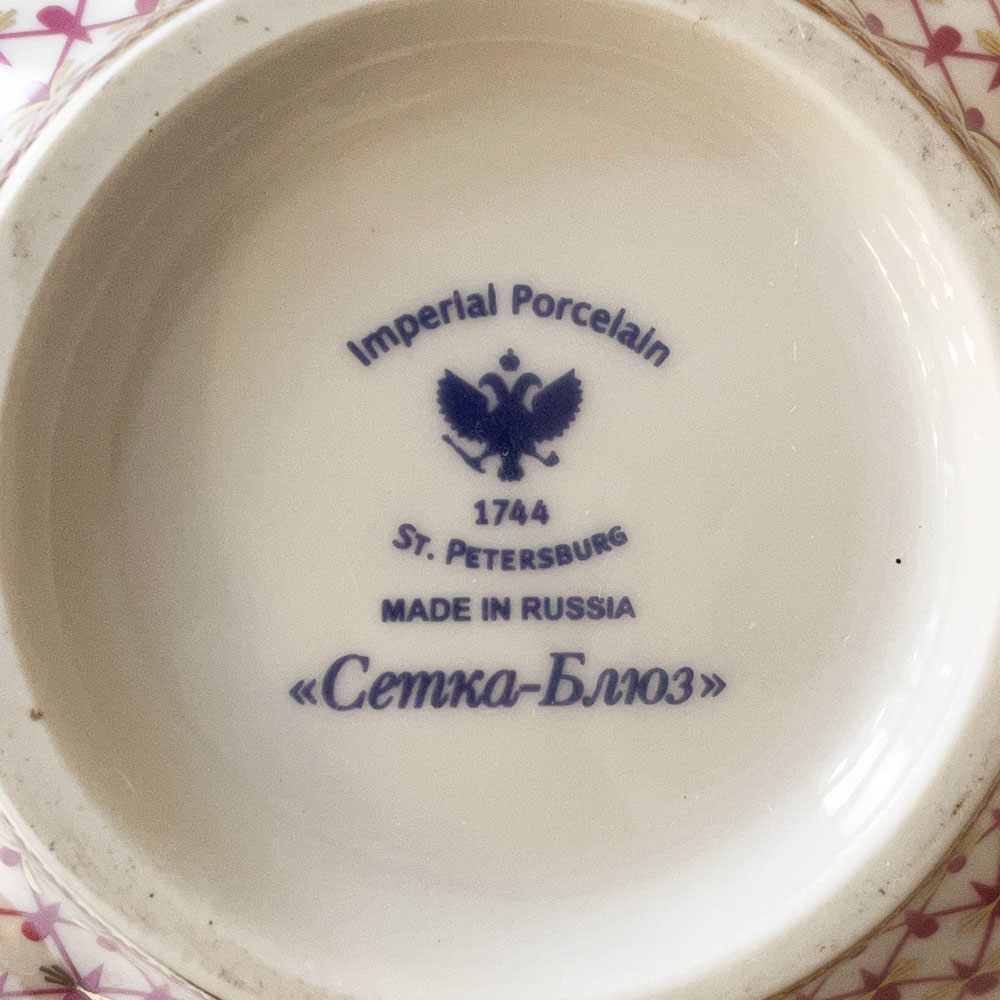 Imperial Porcelain
1744
St. Petersburg
MADE IN RUSSIA
«Сетка-Блюз»